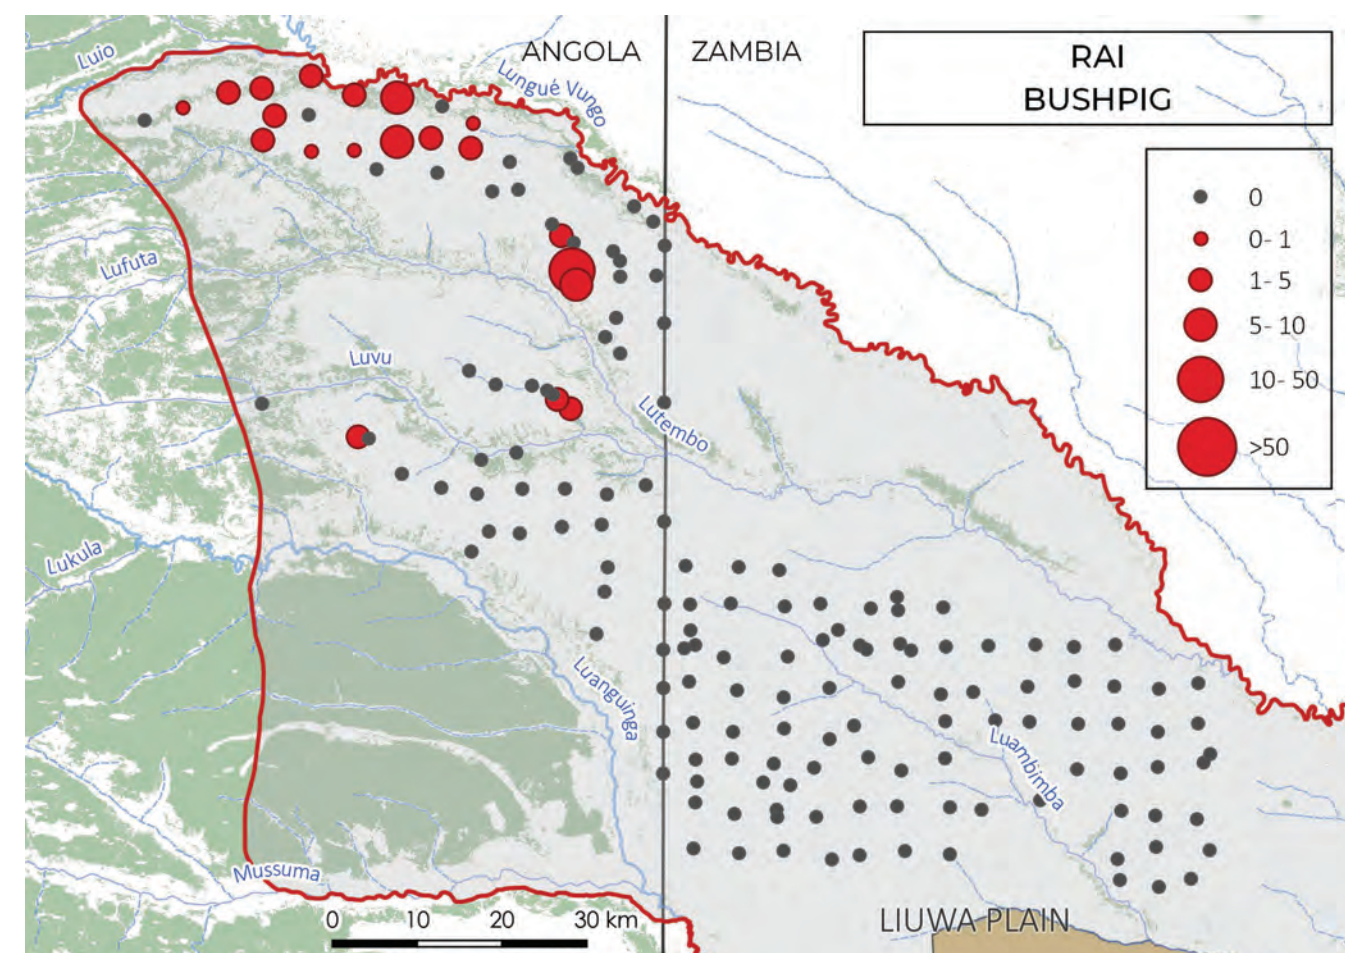 ANGOLA
ZAMBIA
RAI
BUSHPIG
Luio
Lungué Vungo
0
0- 1
1- 5
5- 10
10- 50
>50
Lufuta
Luvu
Lutembo
Lukula
Luanguinga
Luambimba
Mussuma
0 10 20 30 km
LIUWA PLAIN